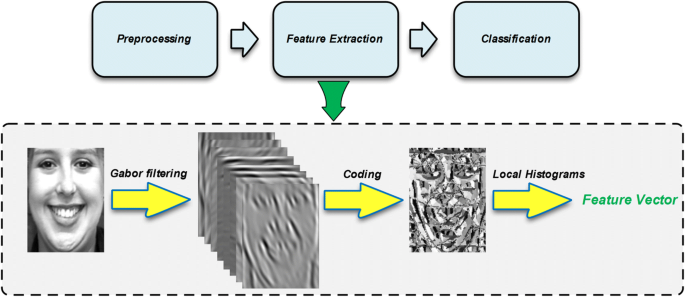 Preprocessing
Feature Extraction
Classification
Gabor filtering
Coding
Local Histograms
Feature Vector